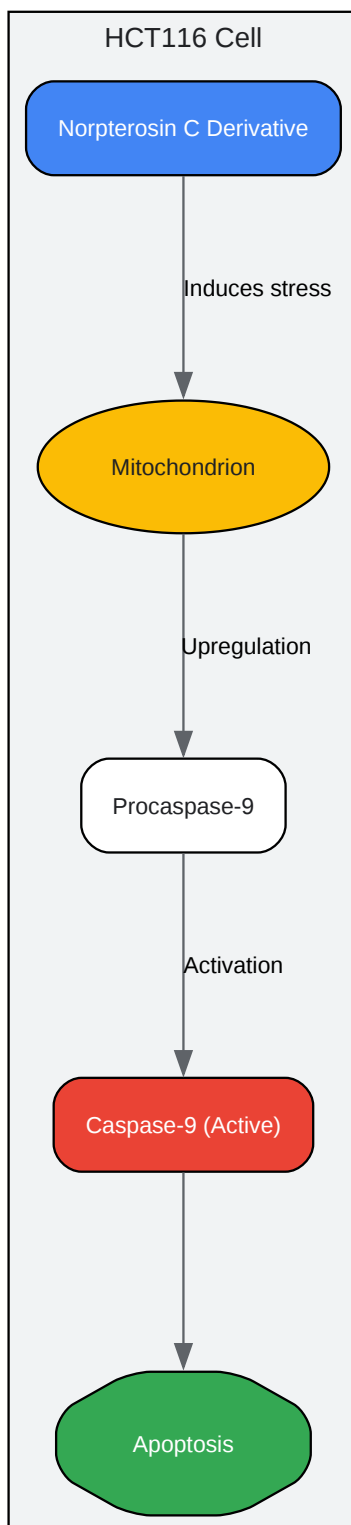 HCT116 Cell
Norpterosin C Derivative
Induces stress
Mitochondrion
Upregulation
Procaspase-9
Activation
Caspase-9 (Active)
Apoptosis